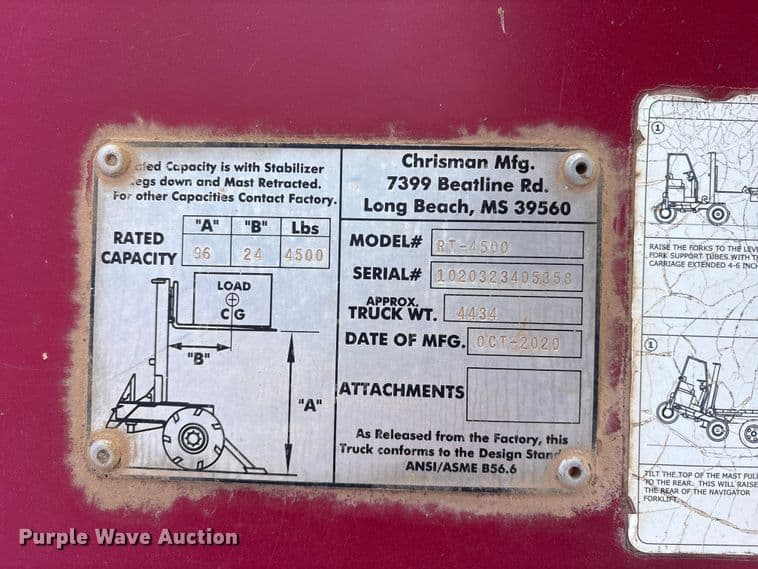 Rated Capacity is with Stabilizer
Legs down and Mast Retracted.
For other Capacities Contact Factory.
"A" "B" Lbs
RATED
CAPACITY 96 24 4500
LOAD
CG
"B"
"A"
Chrisman Mfg.
7399 Beatline Rd.
Long Beach, MS 39560
MODEL# RT-4500
SERIAL# 1020323405358
APPROX.
TRUCK WT. 4434
DATE OF MFG. OCT-2020
ATTACHMENTS
As Released from the Factory, this
Truck conforms to the Design Stand
ANSI/ASME B56.6
1
RAISE THE FORKS TO THE LEVE
FORK SUPPORT TUBES WITH T
CARRIAGE EXTENDED 4-6 INC
1
TILT THE TOP OF THE MAST FULL
TO THE REAR. THIS WILL RAISE
THE REAR OF THE NAVIGATOR
FORKLIFT.
Purple Wave Auction